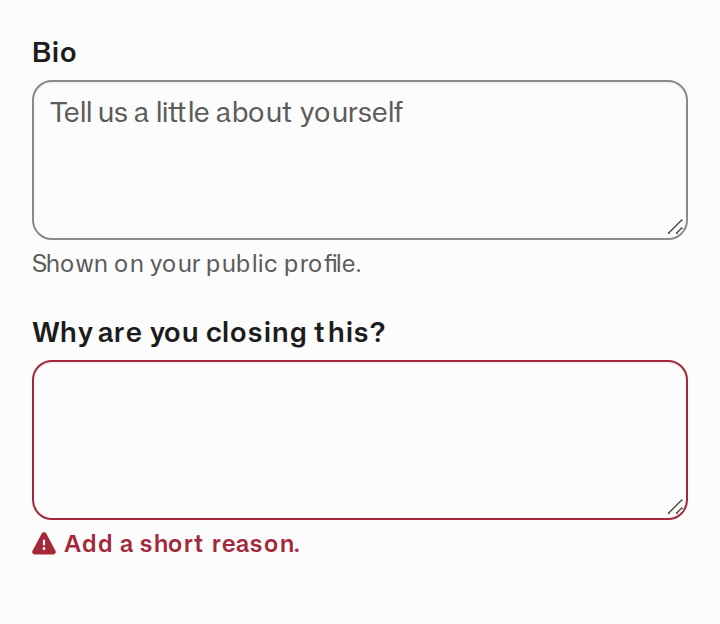 Bio
Tell us a little about yourself
Shown on your public profile.
Why are you closing this?
Add a short reason.